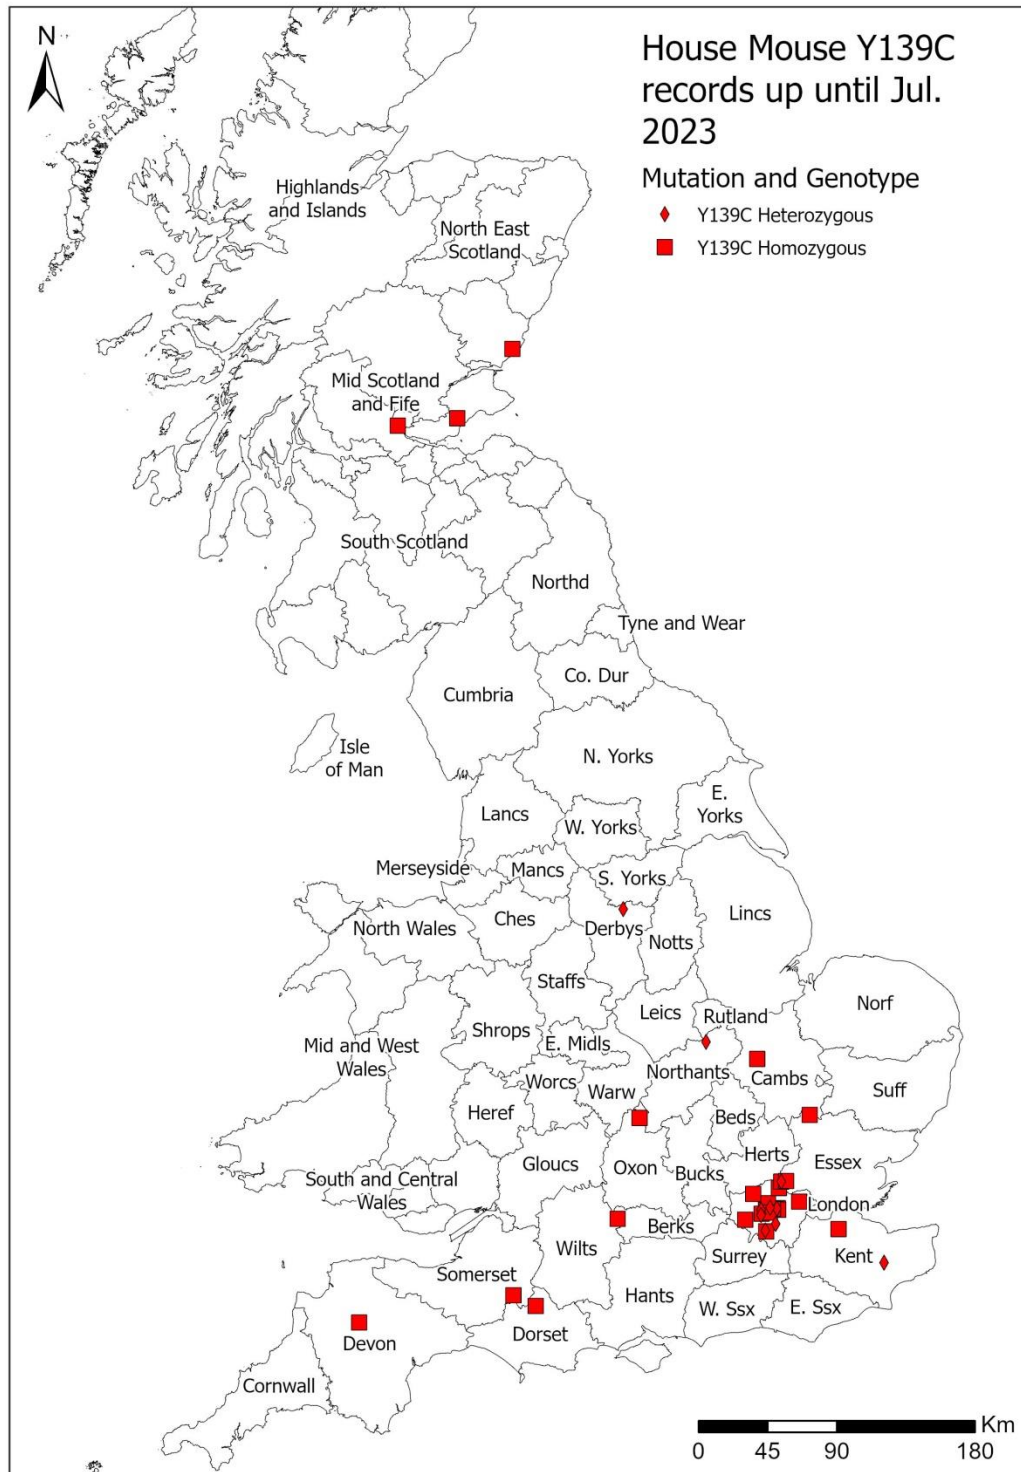 N
House Mouse Y139C
records up until Jul.
2023
Mutation and Genotype
Y139C Heterozygous
Y139C Homozygous
Highlands
and Islands
North East
Scotland
Mid Scotland
and Fife
South Scotland
Northd
Tyne and Wear
Co. Dur
Cumbria
Isle
of Man
N. Yorks
E.
Yorks
Lancs
W. Yorks
Merseyside
Mancs
S. Yorks
Ches
Derbys
Notts
Lincs
North Wales
Staffs
Norf
Leics
Rutland
Shrops
E. Midls
Mid and West
Wales
Worcs
Warw
Northants
Cambs
Suff
Heref
Beds
Herts
Essex
Gloucs
Oxon
Bucks
South and Central
Wales
London
Berks
Wilts
Surrey
Kent
Somerset
Hants
W. Ssx
E. Ssx
Dorset
Devon
Cornwall
Km
0 45 90 180